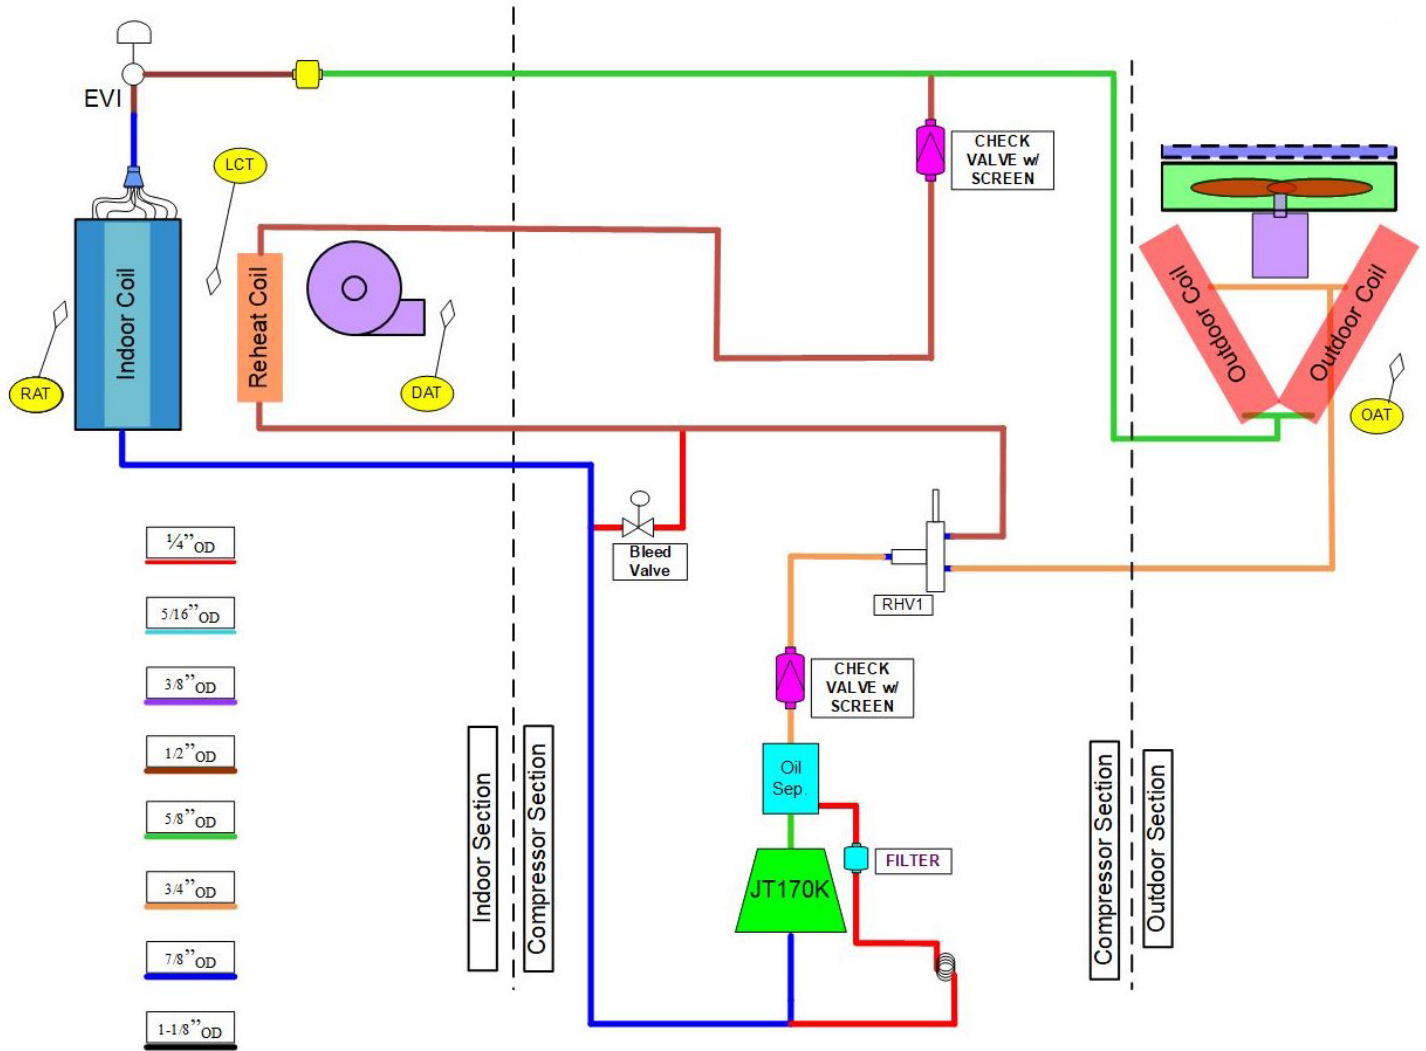 EVI
LCT
CHECK
VALVE w/
SCREEN
Indoor Coil
Reheat Coil
Outdoor Coil
Outdoor Coil
RAT
DAT
OAT
Bleed
Valve
RHV1
CHECK
VALVE w/
SCREEN
Oil
Sep.
FILTER
JT170K
¼”OD
5/16”OD
3/8”OD
1/2”OD
5/8”OD
3/4”OD
7/8”OD
1-1/8”OD
Indoor Section
Compressor Section
Compressor Section
Outdoor Section